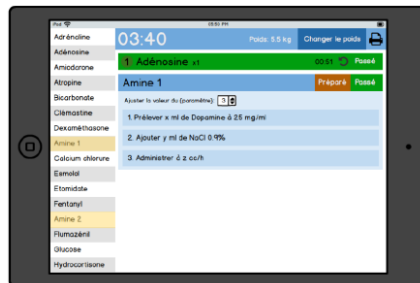 iPad
05:50 PM
Adrénaline
Adénosine
Amiodarone
Atropine
Bicarbonate
Clémastine
Dexaméthasone
Amine 1
Calcium chlorure
Esmolol
Etomidate
Fentanyl
Amine 2
Flumazénil
Glucose
Hydrocortisone
03:40
Poids: 5.5 kg
Changer le poids
Adénosine x1
00:51
Passé
Amine 1
Préparé
Passé
Ajuster la valeur du (paramètre): 3
1. Prélever x ml de Dopamine à 25 mg/ml
2. Ajouter y ml de NaCl 0.9%
3. Administrer à z cc/h